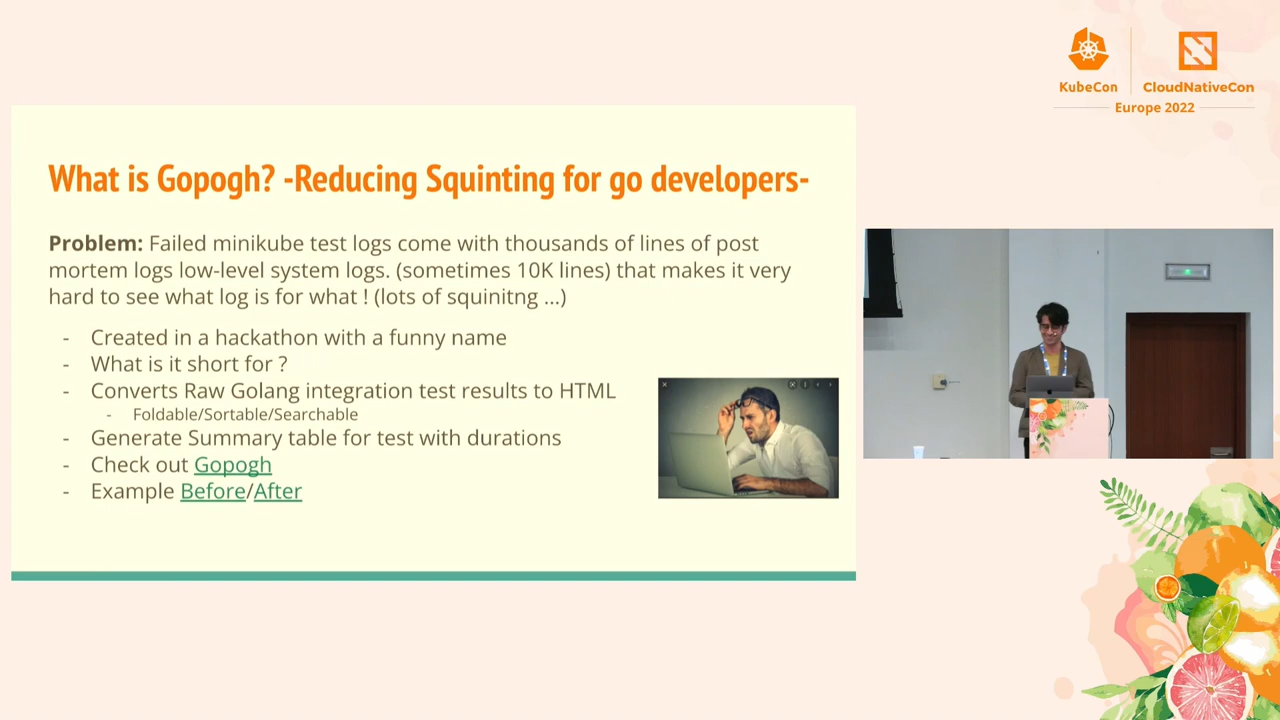 KubeCon
CloudNativeCon
Europe 2022
What is Gopogh? -Reducing Squinting for go developers-
Problem: Failed minikube test logs come with thousands of lines of post
mortem logs low-level system logs. (sometimes 10K lines) that makes it very
hard to see what log is for what ! (lots of squinitng ...)
- Created in a hackathon with a funny name
- What is it short for ?
- Converts Raw Golang integration test results to HTML
- Foldable/Sortable/Searchable
- Generate Summary table for test with durations
- Check out Gopogh
- Example Before/After